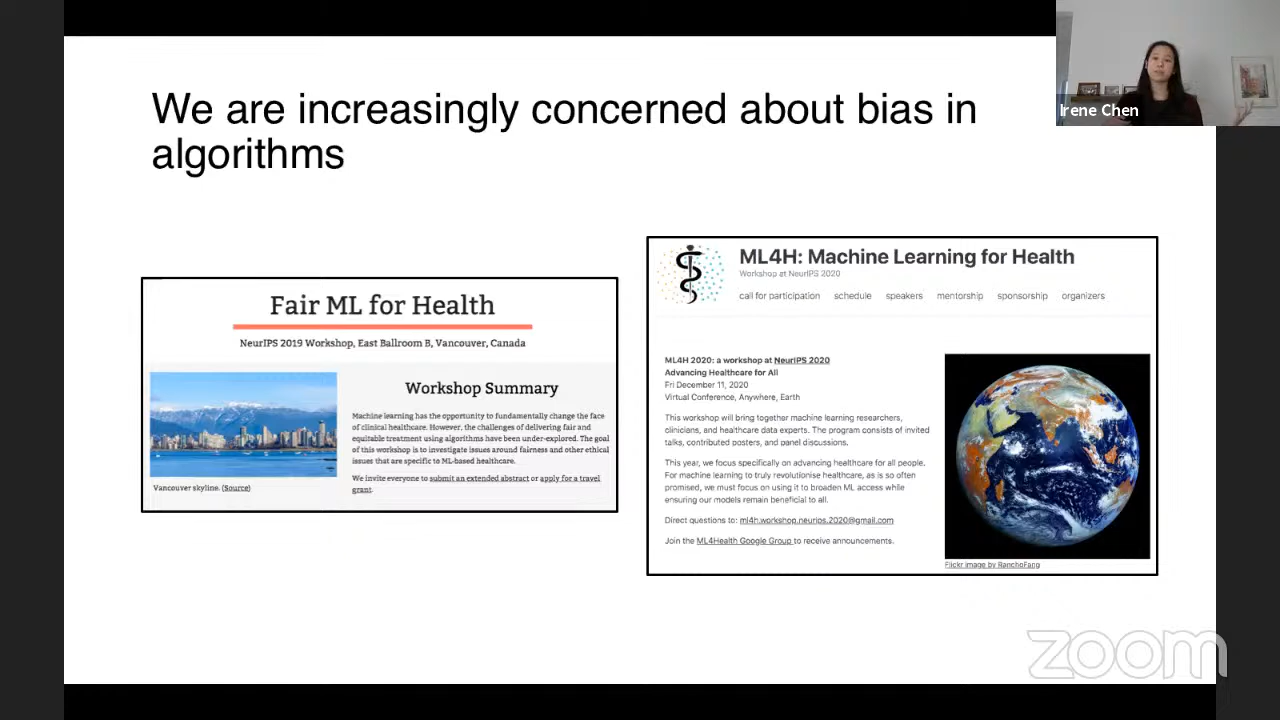 We are increasingly concerned about bias in
algorithms
Irene Chen
Fair ML for Health
NeurIPS 2019 Workshop, East Ballroom B, Vancouver, Canada
Workshop Summary
Machine learning has the opportunity to fundamentally change the face
of clinical healthcare. However, the challenges of delivering fair and
equitable treatment using algorithms have been under-explored. The goal
of this workshop is to investigate issues around fairness and other ethical
issues that are specific to ML-based healthcare.
We invite everyone to submit an extended abstract or apply for a travel
grant.
Vancouver skyline. (Source)
ML4H: Machine Learning for Health
Workshop at NeurIPS 2020
call for participation schedule speakers mentorship sponsorship organizers
ML4H 2020: a workshop at NeurIPS 2020
Advancing Healthcare for All
Fri December 11, 2020
Virtual Conference, Anywhere, Earth
This workshop will bring together machine learning researchers,
clinicians, and healthcare data experts. The program consists of invited
talks, contributed posters, and panel discussions.
This year, we focus specifically on advancing healthcare for all people.
For machine learning to truly revolutionise healthcare, as is so often
promised, we must focus on using it to broaden ML access while
ensuring our models remain beneficial to all.
Direct questions to: ml4h.workshop.neurips.2020@gmail.com
Join the ML4Health Google Group to receive announcements.
Flickr image by RanchoFang
zoom